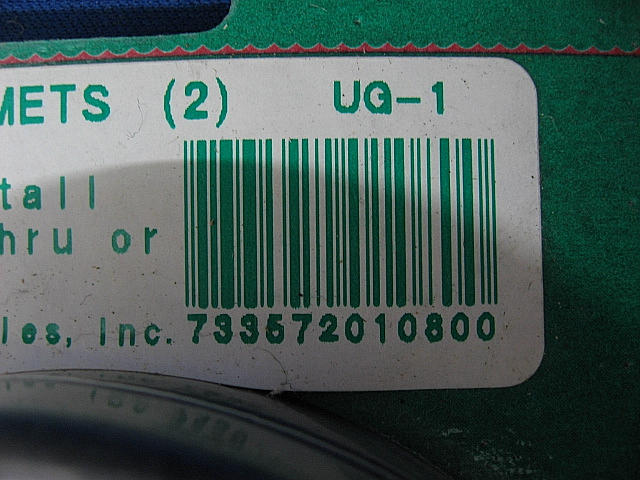 METS (2) UG-1
tall
hru or
les, Inc. 733572010800